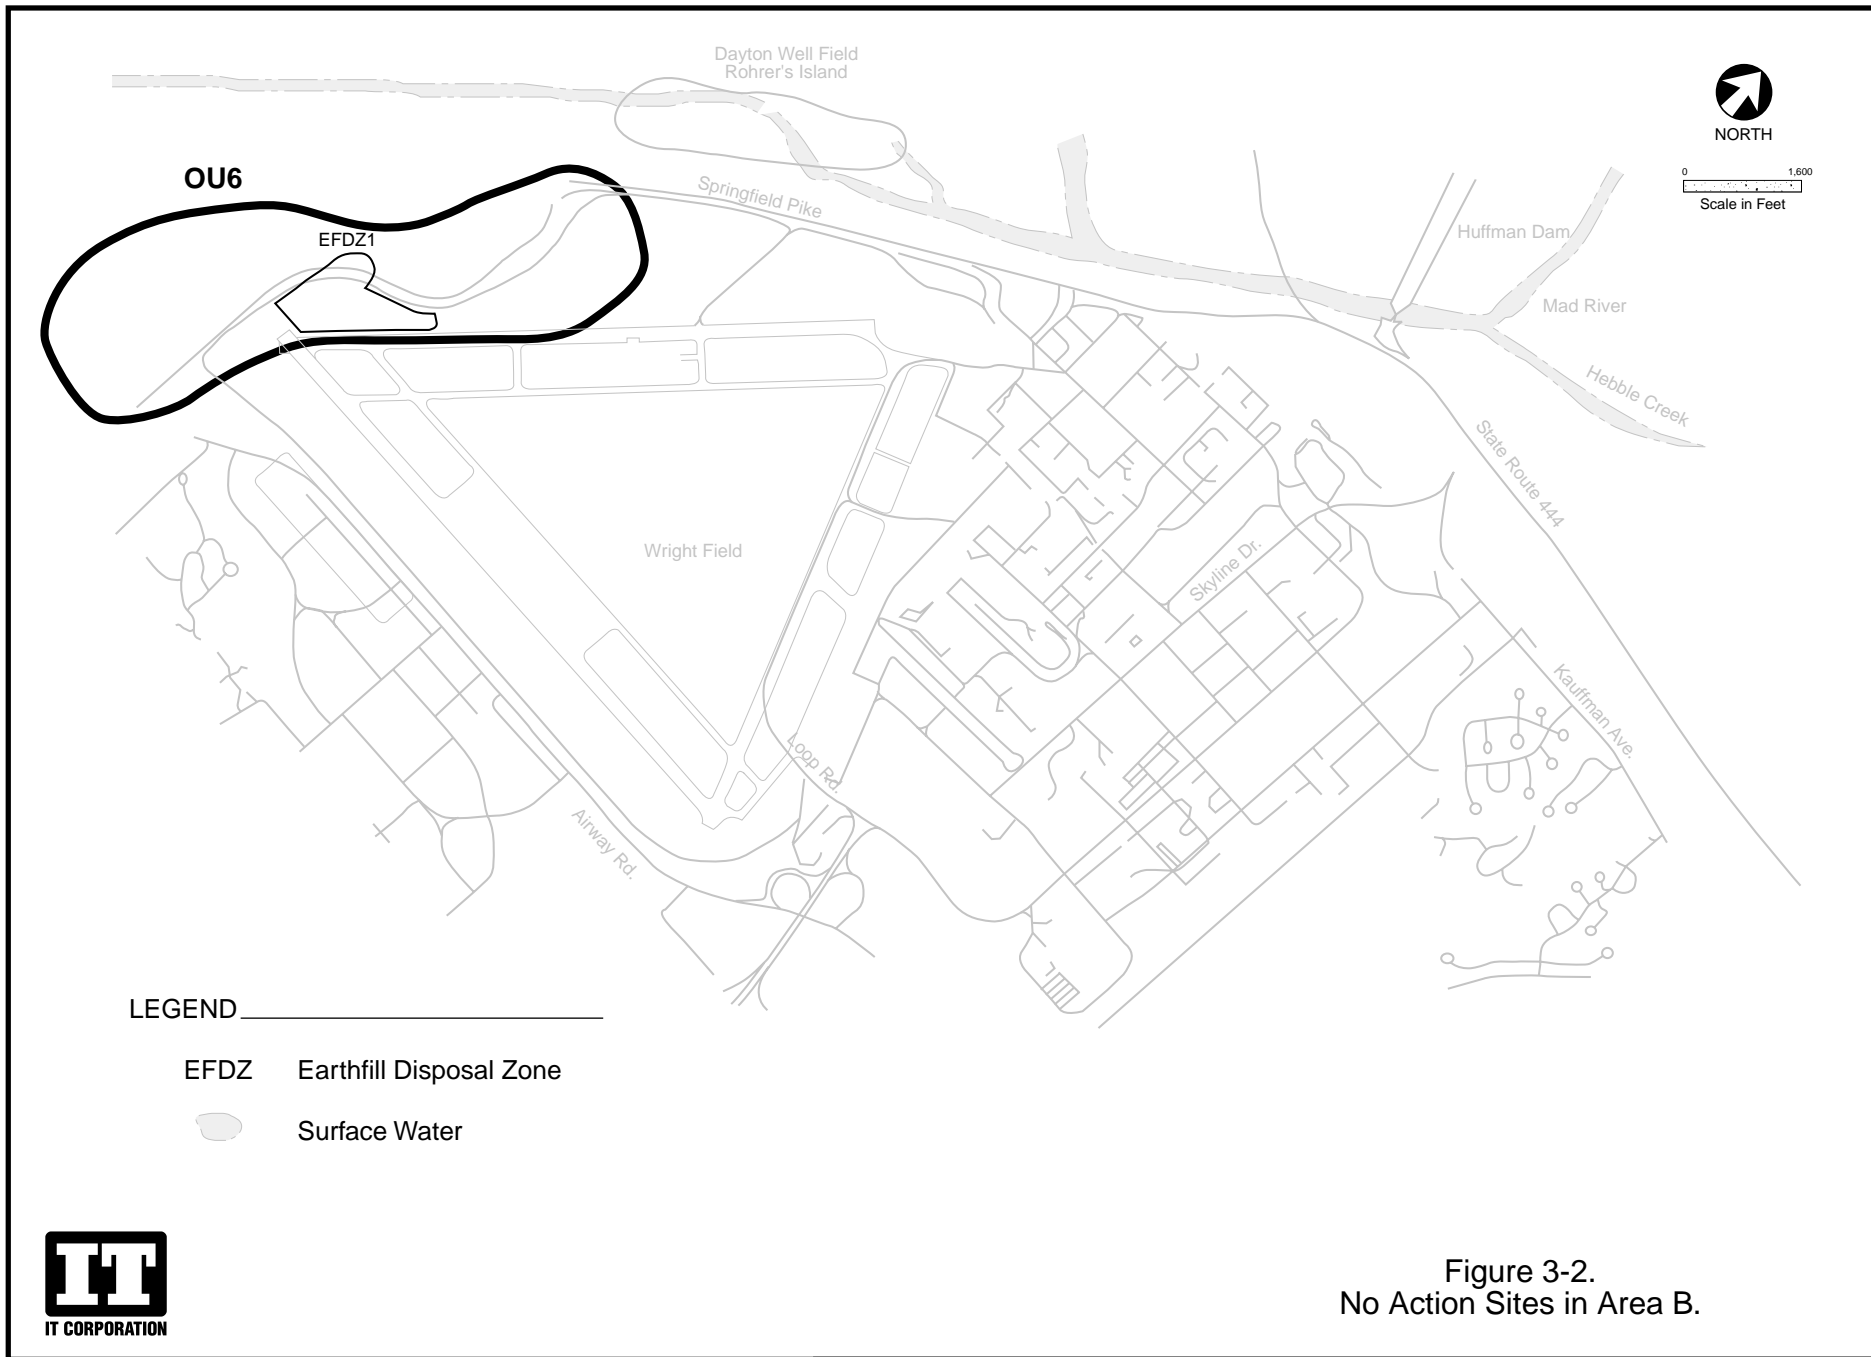 Dayton Well Field
Rohrer's Island
NORTH
0 1,600
Scale in Feet
OU6
Springfield Pike
EFDZ1
Huffman Dam
Mad River
Hebble Creek
State Route 444
Wright Field
Skyline Dr.
Kauffman Ave.
Loop Rd.
Airway Rd.
LEGEND
EFDZ Earthfill Disposal Zone
Surface Water
IT
IT CORPORATION
Figure 3-2.
No Action Sites in Area B.